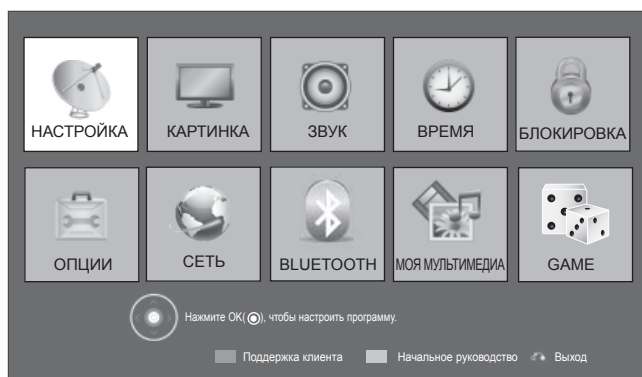 НАСТРОЙКА КАРТИНКА ЗВУК ВРЕМЯ БЛОКИРОВКА
ОПЦИИ СЕТЬ BLUETOOTH МОЯ МУЛЬТИМЕДИА GAME
Нажмите ОК(◉), чтобы настроить программу.
Поддержка клиента Начальное руководство Выход